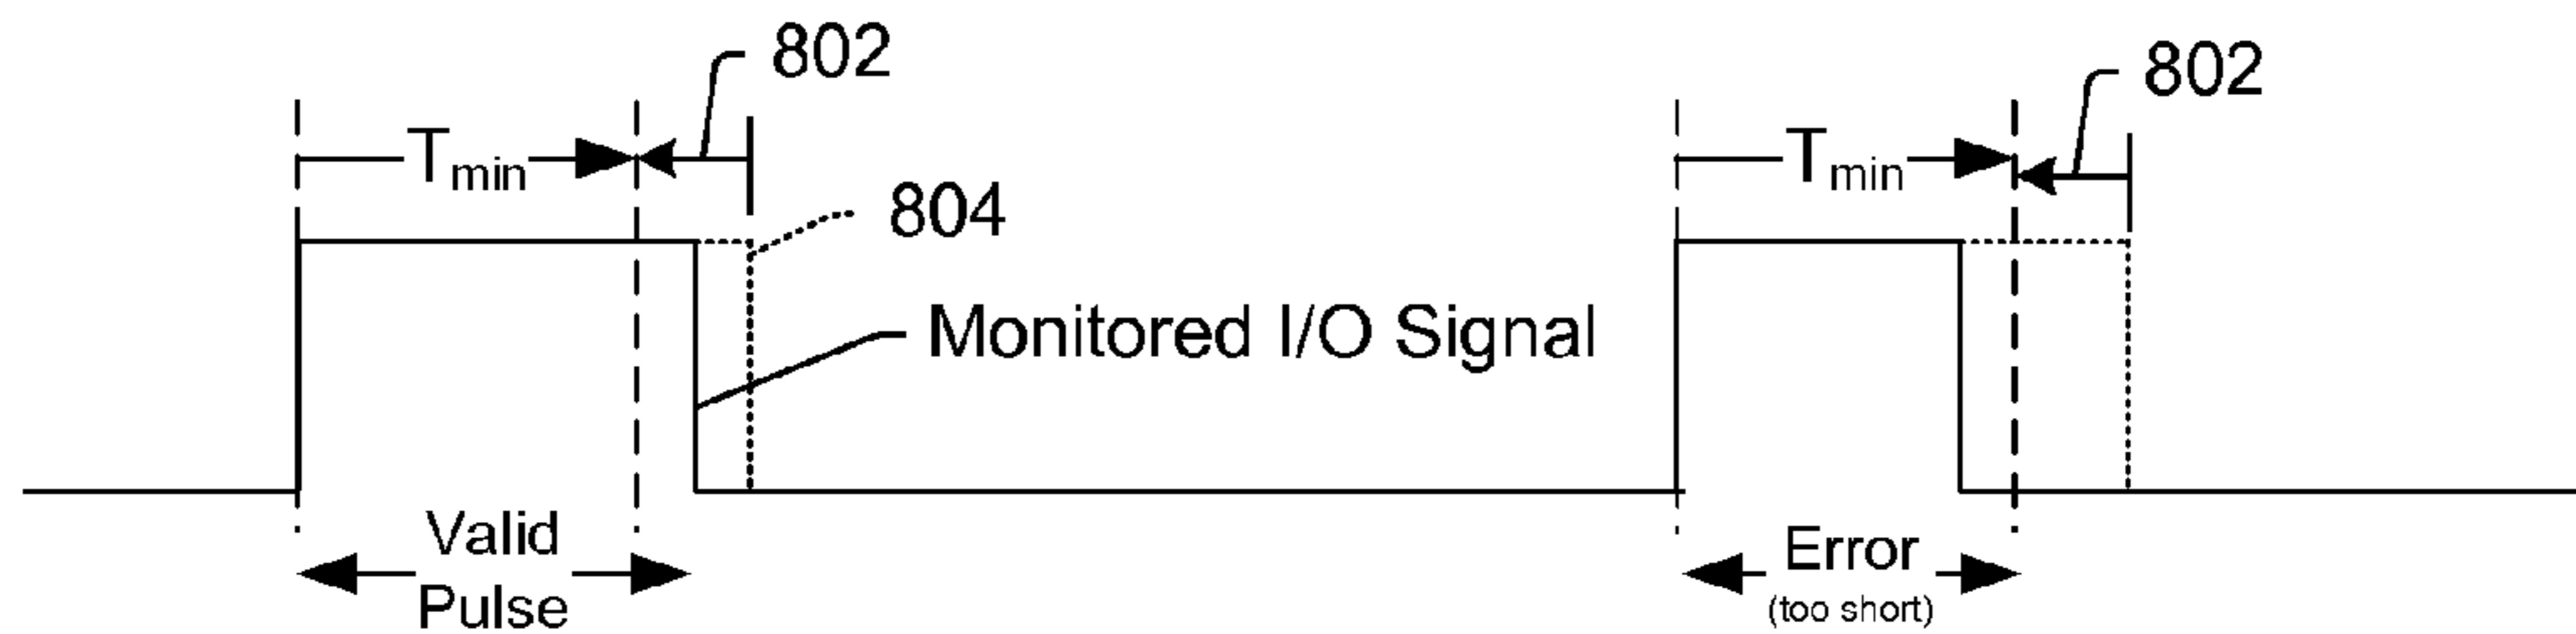 802
802
Tmin
Tmin
804
Monitored I/O Signal
Valid
Pulse
Error
(too short)